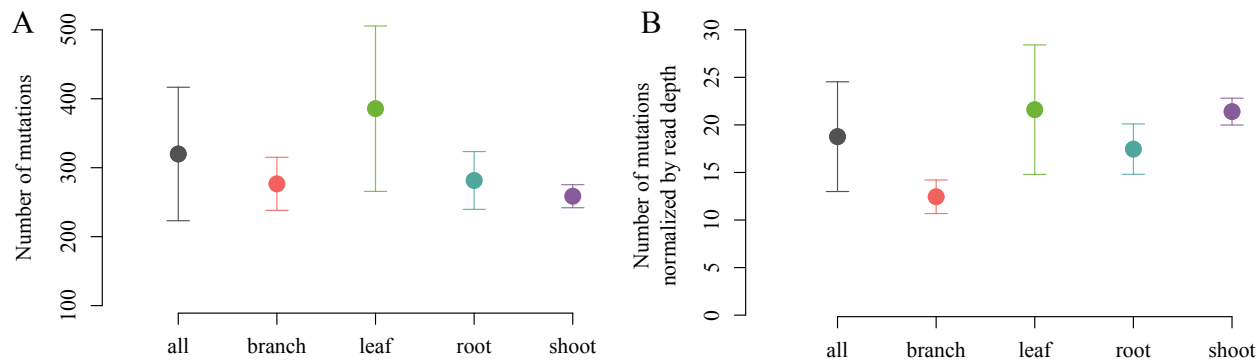 A
Number of mutations
500
400
300
200
100
all
branch
leaf
root
shoot
B
Number of mutations
normalized by read depth
30
25
20
15
10
5
0
all
branch
leaf
root
shoot